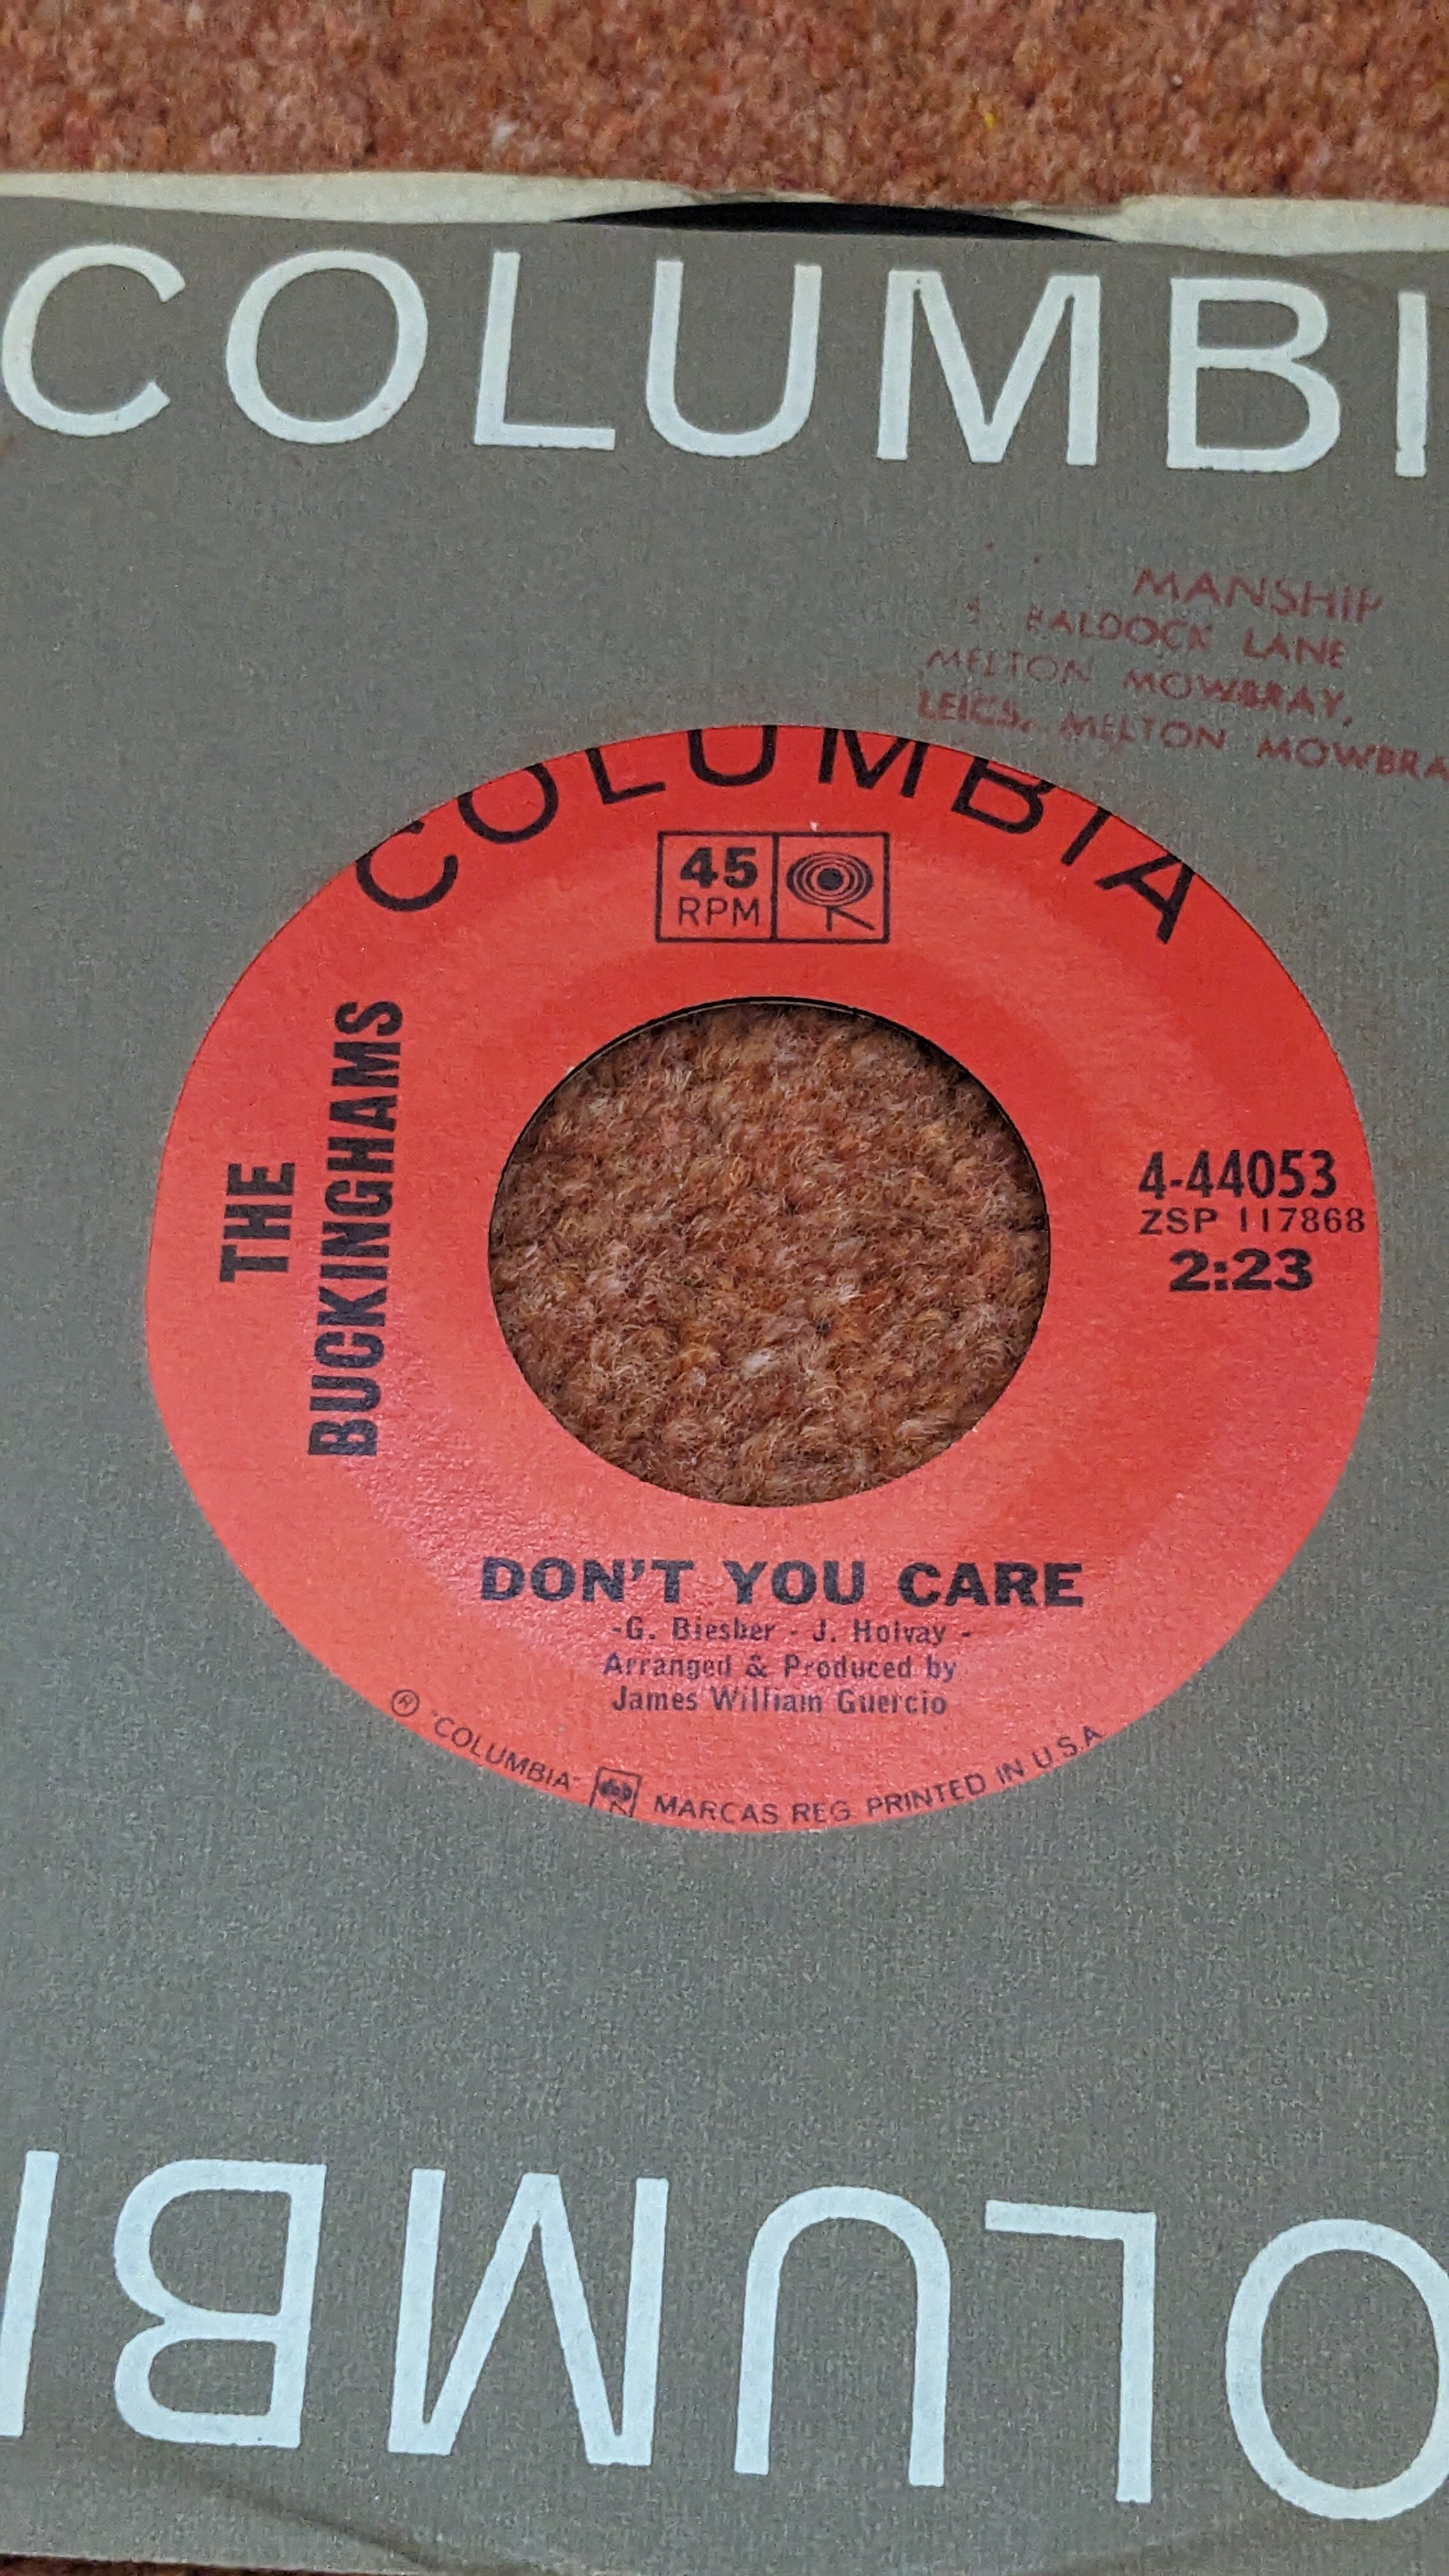 COLUMBI
MANSHIP
BALDOCK LANE
MELTON MOWBRAY,
LEICS. MELTON MOWBRA
COLUMBIA
45
RPM
THE
BUCKINGHAMS
4-44053
ZSP 117868
2:23
DON'T YOU CARE
-G. Biesber - J. Holvay -
Arranged & Produced by
James William Guercio
® "COLUMBIA" MARCAS REG. PRINTED IN U.S.A
OLUMBI